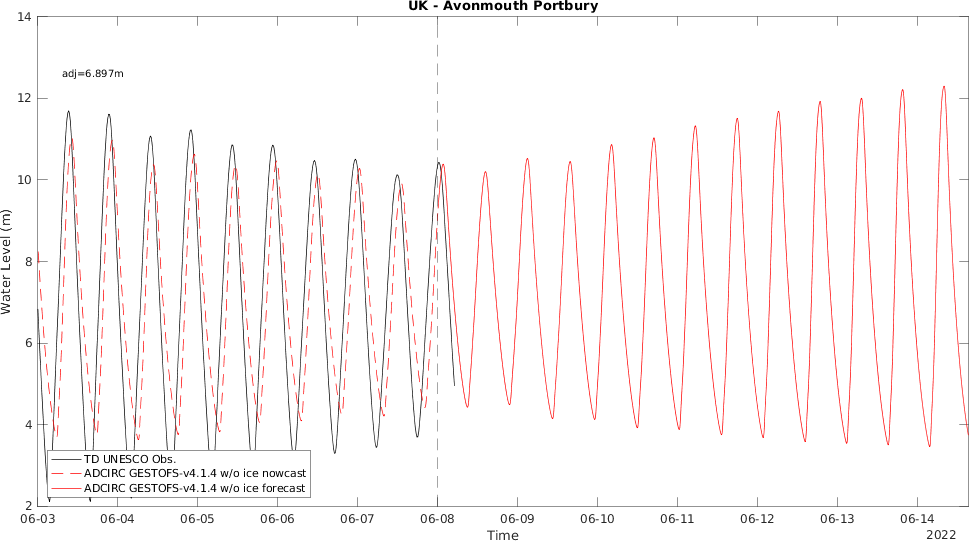 UK - Avonmouth Portbury
14
adj=6.897m
12
10
8
6
4
2
Water Level (m)
TD UNESCO Obs.
ADCIRC GESTOFS-v4.1.4 w/o ice nowcast
ADCIRC GESTOFS-v4.1.4 w/o ice forecast
06-03 06-04 06-05 06-06 06-07 06-08 06-09 06-10 06-11 06-12 06-13 06-14
Time
2022